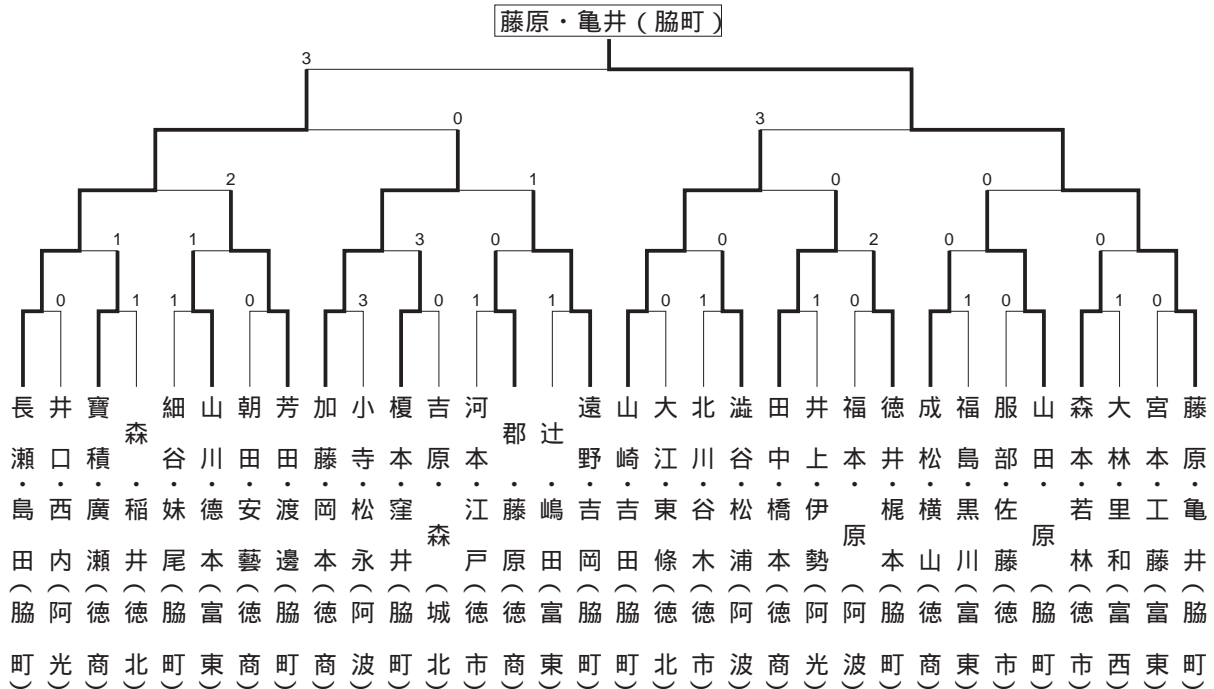 藤原・亀井（脇町）
3
0
3
2
1
0
0
1
1
3
0
0
2
0
0
0
1
1
0
3
0
1
1
0
1
1
0
1
0
1
0
長瀬・島田（脇町）
井口・西内（阿光）
寶積・廣瀬（徳商）
森・稲井（徳北）
細谷・妹尾（脇町）
山川・德本（富東）
朝田・安藝（徳商）
芳田・渡邊（脇町）
加藤・岡本（徳商）
小寺・松永（阿波）
榎本・窪井（脇町）
吉原・森（城北）
河本・江戸（徳市）
郡・藤原（徳商）
辻・嶋田（富東）
遠野・吉岡（脇町）
山崎・吉田（脇町）
大江・東條（徳北）
北川・谷木（徳市）
澁谷・松浦（阿波）
田中・橋本（徳商）
井上・伊勢（阿光）
福本・原（阿波）
徳井・梶本（脇町）
成松・横山（徳商）
福島・黒川（富東）
服部・佐藤（徳市）
山田・原（脇町）
森本・若林（徳市）
大林・里和（富西）
宮本・工藤（富東）
藤原・亀井（脇町）